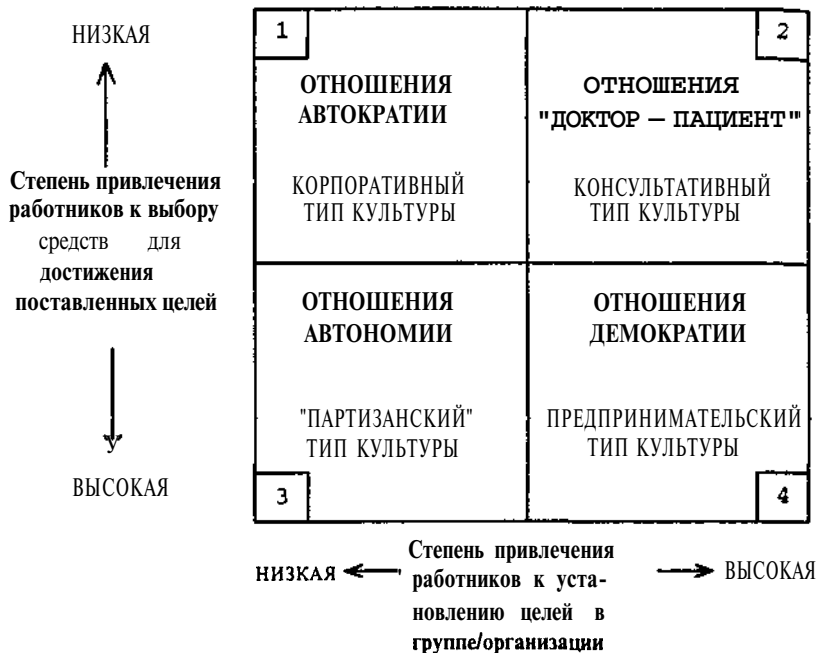 НИЗКАЯ
Степень привлечения
работников к выбору
средств для
достижения
поставленных целей
ВЫСОКАЯ
1
ОТНОШЕНИЯ
АВТОКРАТИИ
КОРПОРАТИВНЫЙ
ТИП КУЛЬТУРЫ
2
ОТНОШЕНИЯ
"ДОКТОР — ПАЦИЕНТ"
КОНСУЛЬТАТИВНЫЙ
ТИП КУЛЬТУРЫ
ОТНОШЕНИЯ
АВТОНОМИИ
"ПАРТИЗАНСКИЙ"
ТИП КУЛЬТУРЫ
3
ОТНОШЕНИЯ
ДЕМОКРАТИИ
ПРЕДПРИНИМАТЕЛЬСКИЙ
ТИП КУЛЬТУРЫ
4
НИЗКАЯ
Степень привлечения
работников к уста-
новлению целей в
группе/организации
ВЫСОКАЯ